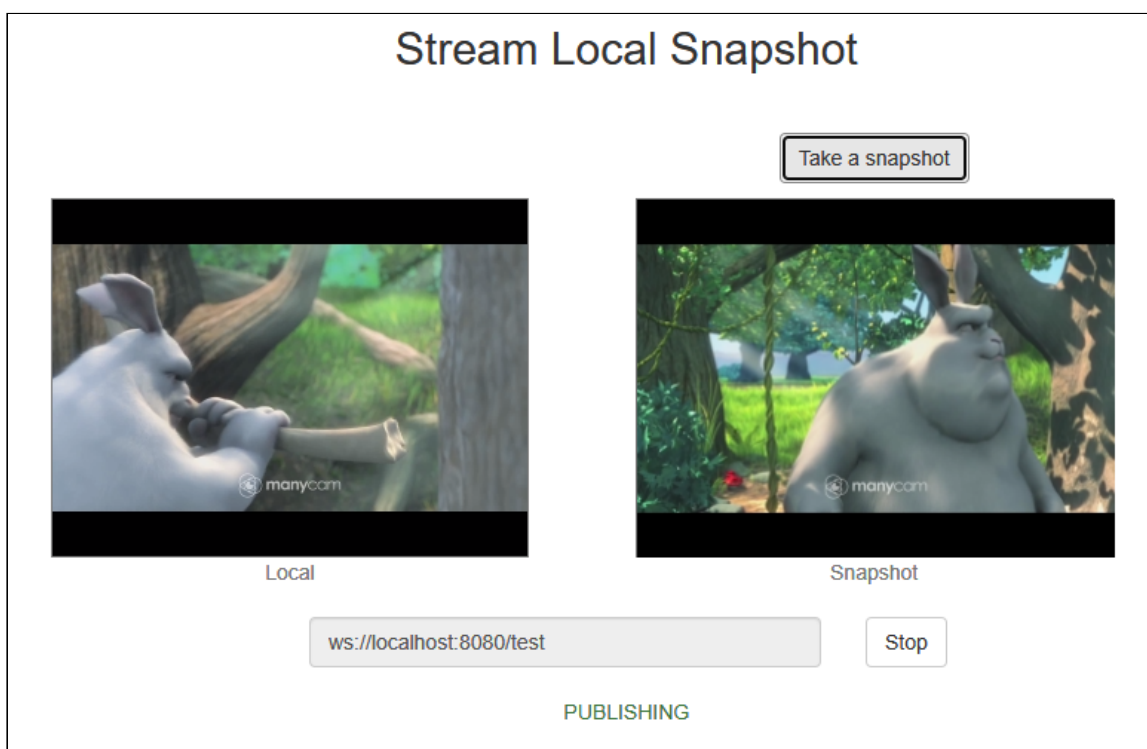 Stream Local Snapshot
Take a snapshot
manycam
manycam
Local
Snapshot
ws://localhost:8080/test
Stop
PUBLISHING